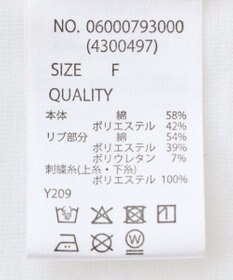 NO. 06000793000
(4300497)
SIZE F
QUALITY
本体 綿 58%
ポリエステル 42%
リブ部分 綿 54%
ポリエステル 39%
ポリウレタン 7%
刺繍糸(上糸・下糸)
ポリエステル 100%
Y209